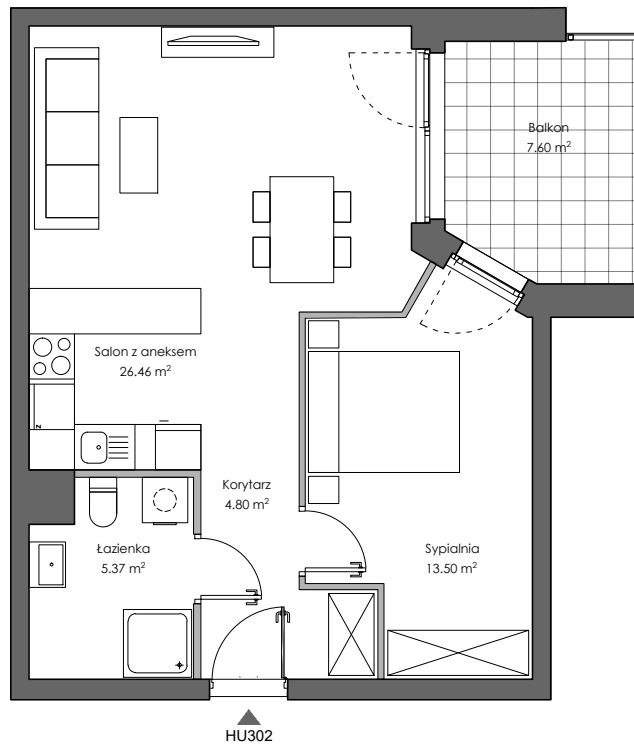 Balkon
7.60 m²
Salon z aneksem
26.46 m²
Z
Korytarz
4.80 m²
Łazienka
5.37 m²
Sypialnia
13.50 m²
HU302